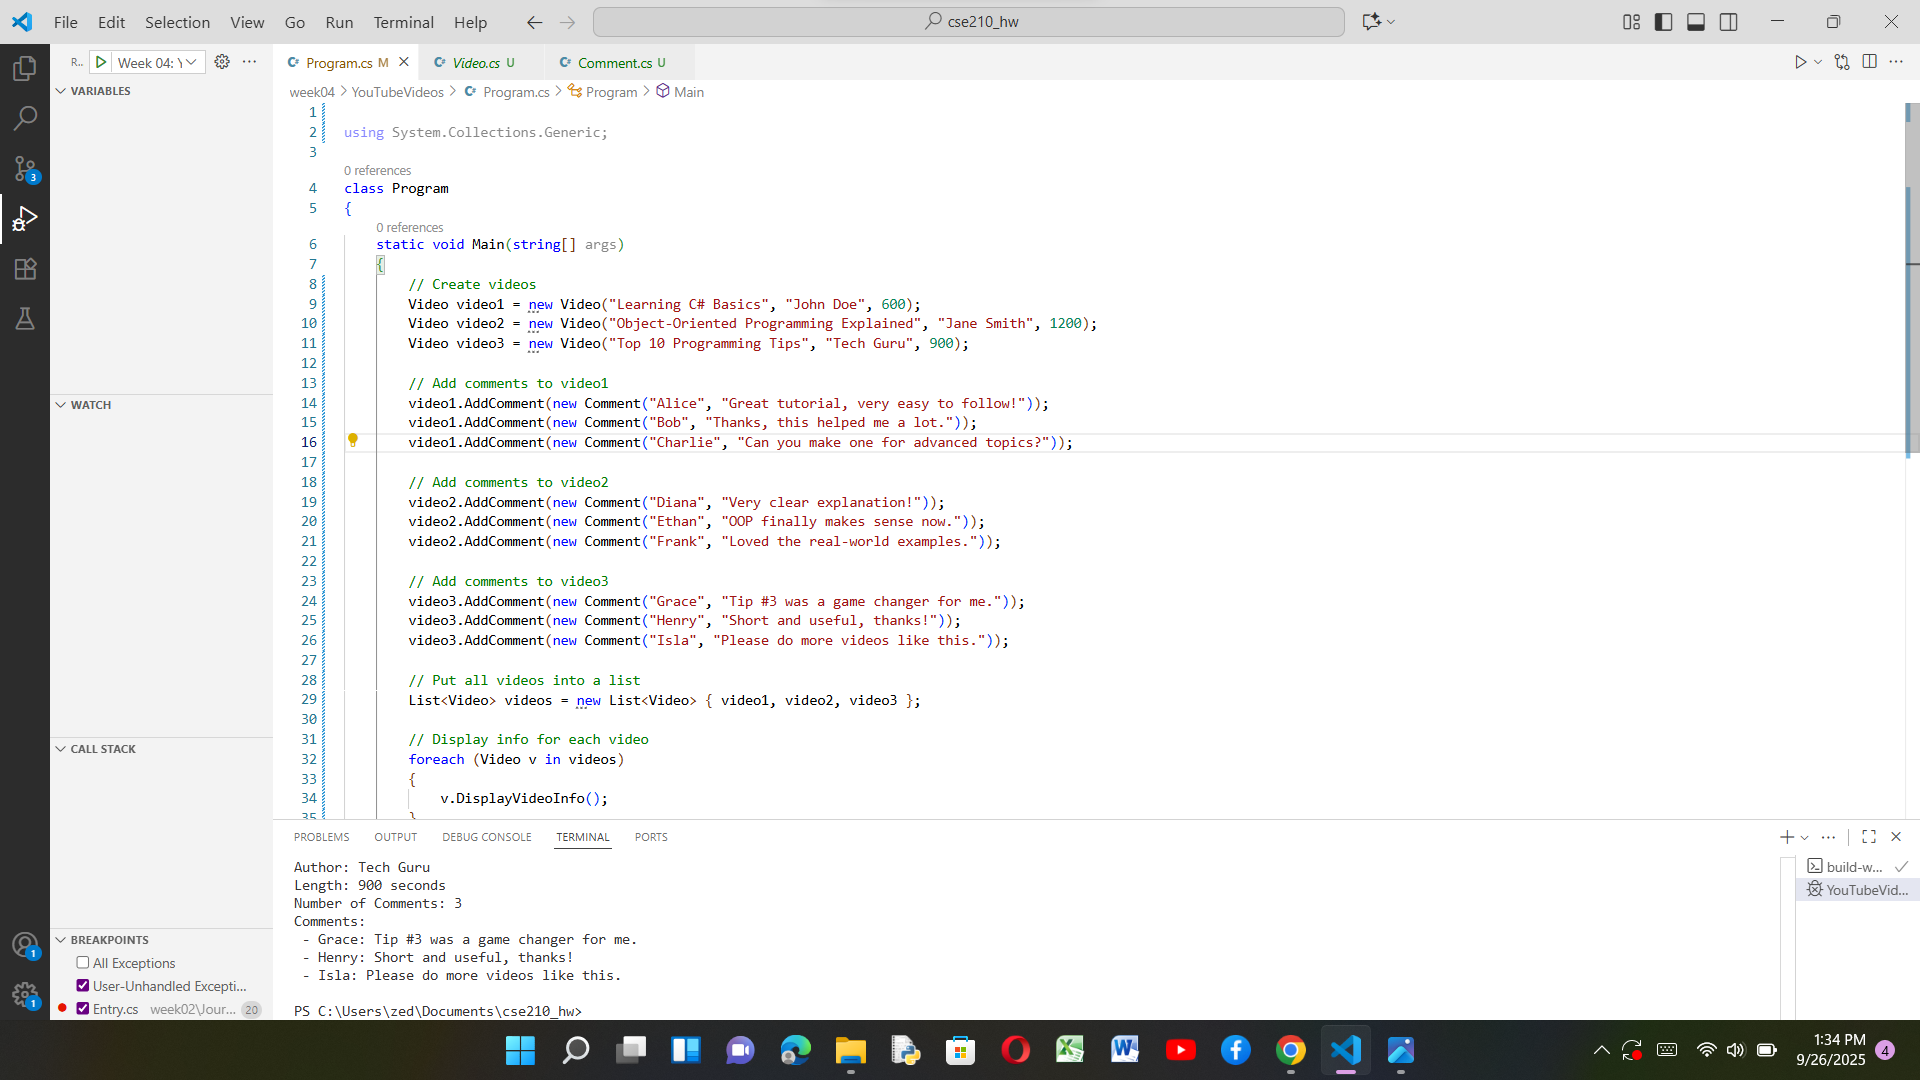 File Edit Selection View Go Run Terminal Help
cse210_hw
R... Week 04: Y
Program.cs M
Video.cs U
Comment.cs U
VARIABLES
week04 > YouTubeVideos > Program.cs > Program > Main
1
2 using System.Collections.Generic;
3
0 references
4 class Program
5 {
0 references
6 static void Main(string[] args)
7 {
8 // Create videos
9 Video video1 = new Video("Learning C# Basics", "John Doe", 600);
10 Video video2 = new Video("Object-Oriented Programming Explained", "Jane Smith", 1200);
11 Video video3 = new Video("Top 10 Programming Tips", "Tech Guru", 900);
12
13 // Add comments to video1
14 video1.AddComment(new Comment("Alice", "Great tutorial, very easy to follow!"));
15 video1.AddComment(new Comment("Bob", "Thanks, this helped me a lot."));
16 video1.AddComment(new Comment("Charlie", "Can you make one for advanced topics?"));
17
18 // Add comments to video2
19 video2.AddComment(new Comment("Diana", "Very clear explanation!"));
20 video2.AddComment(new Comment("Ethan", "OOP finally makes sense now."));
21 video2.AddComment(new Comment("Frank", "Loved the real-world examples."));
22
23 // Add comments to video3
24 video3.AddComment(new Comment("Grace", "Tip #3 was a game changer for me."));
25 video3.AddComment(new Comment("Henry", "Short and useful, thanks!"));
26 video3.AddComment(new Comment("Isla", "Please do more videos like this."));
27
28 // Put all videos into a list
29 List<Video> videos = new List<Video> { video1, video2, video3 };
30
31 // Display info for each video
32 foreach (Video v in videos)
33 {
34 v.DisplayVideoInfo();
35 }
WATCH
CALL STACK
BREAKPOINTS
All Exceptions
User-Unhandled Excepti...
Entry.cs week02\Jour... 20
3
1
1
PROBLEMS OUTPUT DEBUG CONSOLE TERMINAL PORTS
Author: Tech Guru
Length: 900 seconds
Number of Comments: 3
Comments:
- Grace: Tip #3 was a game changer for me.
- Henry: Short and useful, thanks!
- Isla: Please do more videos like this.
PS C:\Users\zed\Documents\cse210_hw>
build-w...
YouTubeVid...
1:34 PM
9/26/2025
4